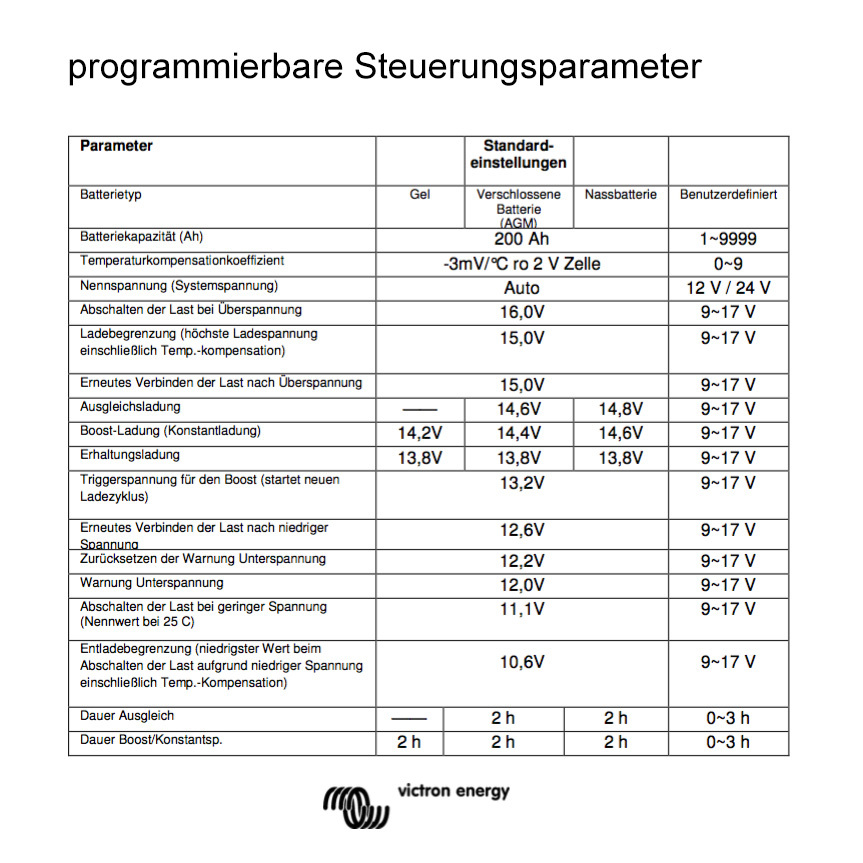 programmierbare Steuerungsparameter
Parameter
Standard-
einstellungen
Batterietyp
Gel
Verschlossene
Batterie
(AGM)
Nassbatterie
Benutzerdefiniert
Batteriekapazität (Ah)
200 Ah
1~9999
Temperaturkompensationkoeffizient
-3mV/°C ro 2 V Zelle
0~9
Nennspannung (Systemspannung)
Auto
12 V / 24 V
Abschalten der Last bei Überspannung
16,0V
9~17 V
Ladebegrenzung (höchste Ladespannung
einschließlich Temp.-kompensation)
15,0V
9~17 V
Erneutes Verbinden der Last nach Überspannung
15,0V
9~17 V
Ausgleichsladung
——
14,6V
14,8V
9~17 V
Boost-Ladung (Konstantladung)
14,2V
14,4V
14,6V
9~17 V
Erhaltungsladung
13,8V
13,8V
13,8V
9~17 V
Triggerspannung für den Boost (startet neuen
Ladezyklus)
13,2V
9~17 V
Erneutes Verbinden der Last nach niedriger
Spannung
12,6V
9~17 V
Zurücksetzen der Warnung Unterspannung
12,2V
9~17 V
Warnung Unterspannung
12,0V
9~17 V
Abschalten der Last bei geringer Spannung
(Nennwert bei 25 C)
11,1V
9~17 V
Entladebegrenzung (niedrigster Wert beim
Abschalten der Last aufgrund niedriger Spannung
einschließlich Temp.-Kompensation)
10,6V
9~17 V
Dauer Ausgleich
——
2 h
2 h
0~3 h
Dauer Boost/Konstantsp.
2 h
2 h
2 h
0~3 h
victron energy